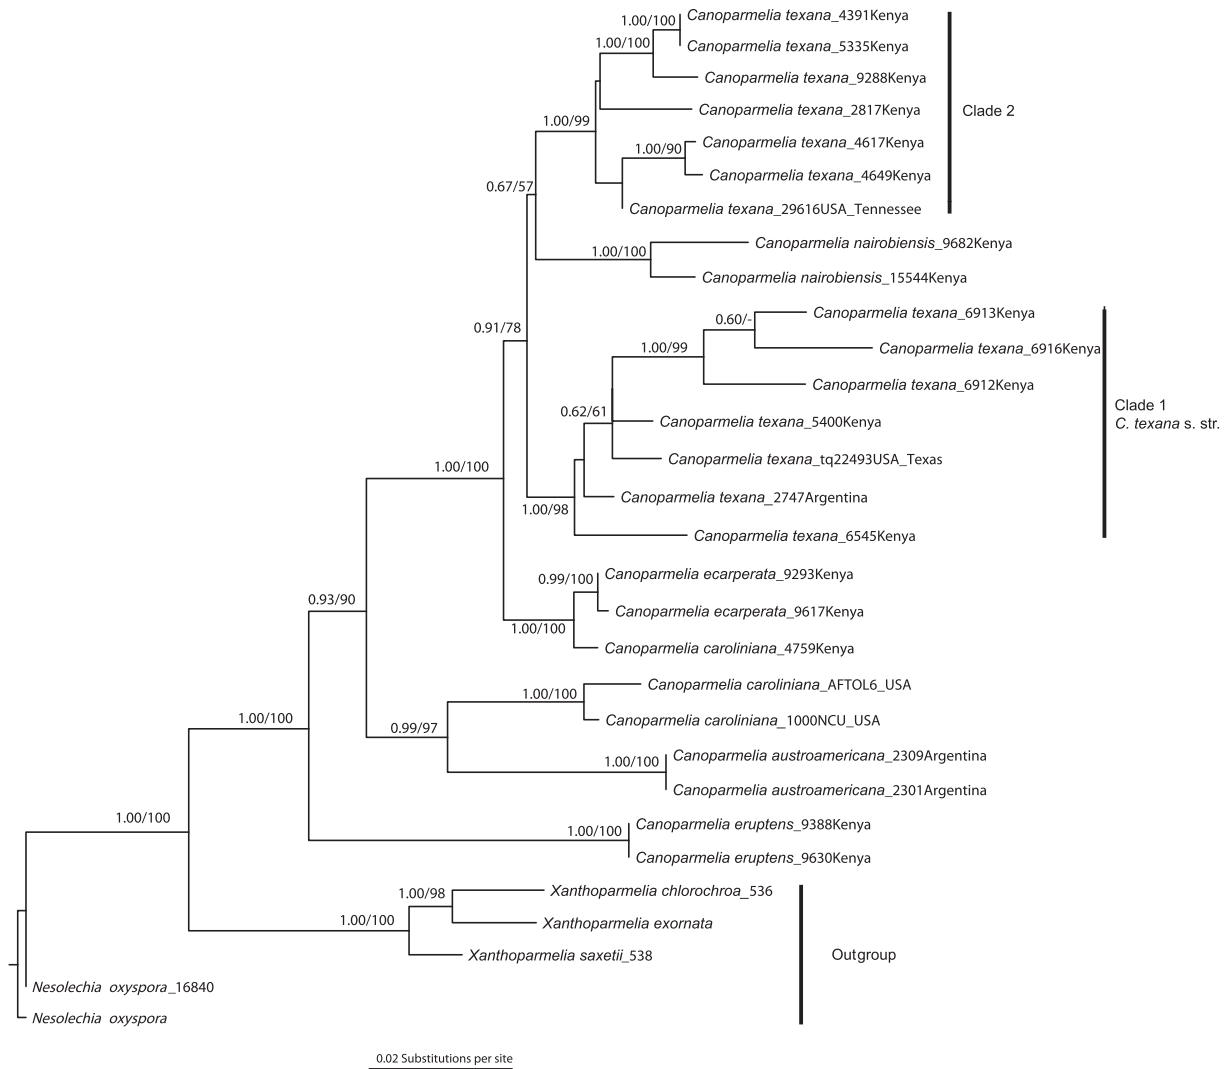 1.00/100
Canoparmelia texana_4391Kenya
1.00/100
Canoparmelia texana_5335Kenya
Canoparmelia texana_9288Kenya
Canoparmelia texana_2817Kenya
Clade 2
1.00/99
1.00/90
Canoparmelia texana_4617Kenya
Canoparmelia texana_4649Kenya
0.67/57
Canoparmelia texana_29616USA_Tennessee
Canoparmelia nairobiensis_9682Kenya
1.00/100
Canoparmelia nairobiensis_15544Kenya
Canoparmelia texana_6913Kenya
0.60/-
0.91/78
1.00/99
Canoparmelia texana_6916Kenya
Canoparmelia texana_6912Kenya
Clade 1
C. texana s. str.
0.62/61
Canoparmelia texana_5400Kenya
Canoparmelia texana_tq22493USA_Texas
1.00/100
Canoparmelia texana_2747Argentina
1.00/98
Canoparmelia texana_6545Kenya
Canoparmelia ecarperata_9293Kenya
0.99/100
0.93/90
Canoparmelia ecarperata_9617Kenya
1.00/100
Canoparmelia caroliniana_4759Kenya
Canoparmelia caroliniana_AFTOL6_USA
1.00/100
1.00/100
Canoparmelia caroliniana_1000NCU_USA
0.99/97
Canoparmelia austroamericana_2309Argentina
1.00/100
Canoparmelia austroamericana_2301Argentina
1.00/100
Canoparmelia eruptens_9388Kenya
1.00/100
Canoparmelia eruptens_9630Kenya
1.00/98
Xanthoparmelia chlorochroa_536
1.00/100
Xanthoparmelia exornata
Xanthoparmelia saxetii_538
Outgroup
Nesolechia oxyspora_16840
Nesolechia oxyspora
0.02 Substitutions per site